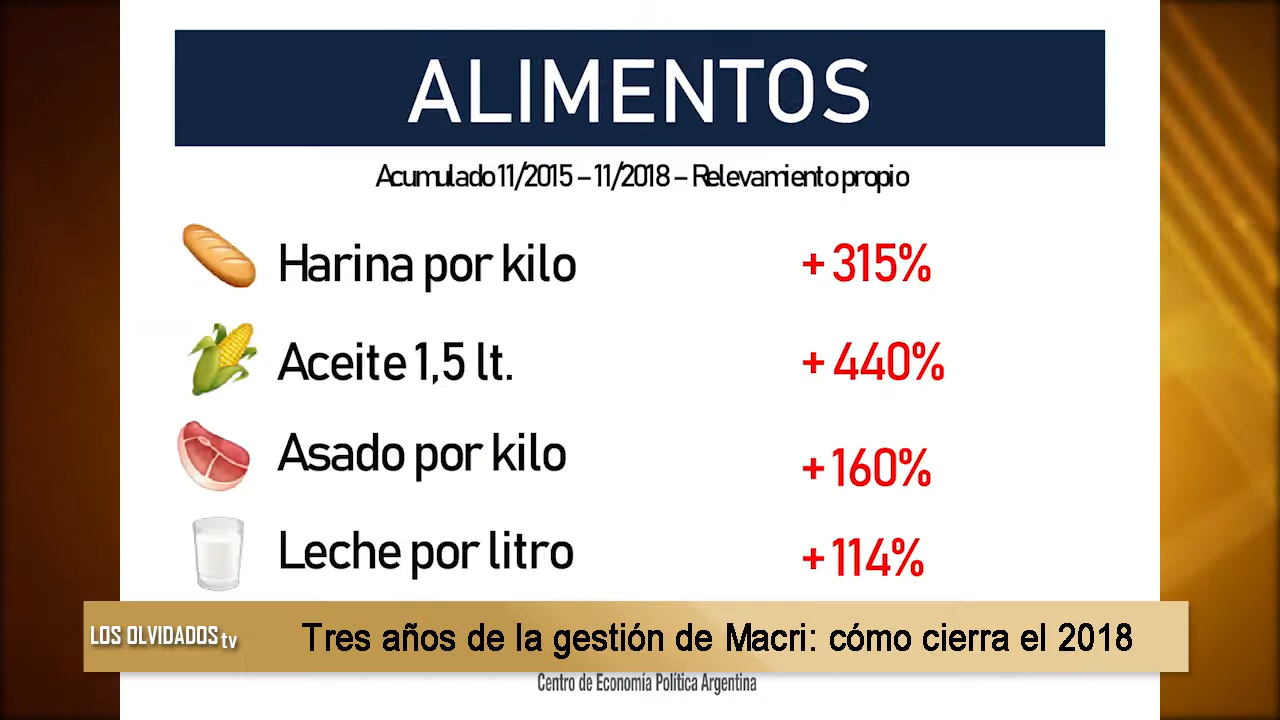 ALIMENTOS
Acumulado 11/2015 – 11/2018 – Relevamiento propio
Harina por kilo + 315%
Aceite 1,5 lt. + 440%
Asado por kilo + 160%
Leche por litro + 114%
LOS OLVIDADOS tv Tres años de la gestión de Macri: cómo cierra el 2018
Centro de Economía Política Argentina